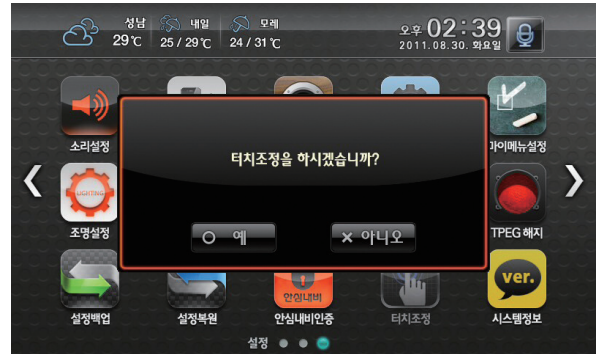 성남
29℃
내일
25 / 29℃
모레
24 / 31℃
오후 02:39
2011.08.30. 화요일
소리설정
마이메뉴설정
터치조정을 하시겠습니까?
LIGHTING
조명설정
TPEG 해지
예
아니오
안심내비
ver.
설정백업
설정복원
안심내비인증
터치조정
시스템정보
설정